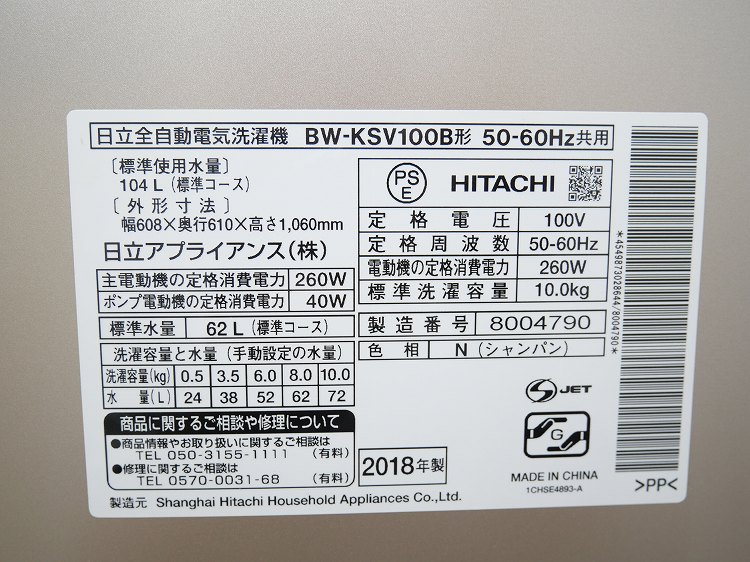 日立全自動電気洗濯機 BW-KSV100B形 50-60Hz共用
〔標準使用水量〕
104 L (標準コース)
〔外形寸法〕
幅608×奥行610×高さ1,060mm
日立アプライアンス(株)
主電動機の定格消費電力 260W
ポンプ電動機の定格消費電力 40W
標準水量 62 L (標準コース)
洗濯容量と水量 (手動設定の水量)
洗濯容量(kg) 0.5 3.5 6.0 8.0 10.0
水 量(L) 24 38 52 62 72
商品に関するご相談や修理について
●商品情報やお取り扱いに関するご相談は
TEL 050-3155-1111 (有料)
●修理に関するご相談は
TEL 0570-0031-68 (有料)
製造元 Shanghai Hitachi Household Appliances Co.,Ltd.
PS
E
HITACHI
定格電圧 100V
定格周波数 50-60Hz
電動機の定格消費電力 260W
標準洗濯容量 10.0kg
製造番号 8004790
色相 N (シャンパン)
2018年製
S JET
G
MADE IN CHINA
1CHSE4893-A
*4549873028644/8004790*
>PP<